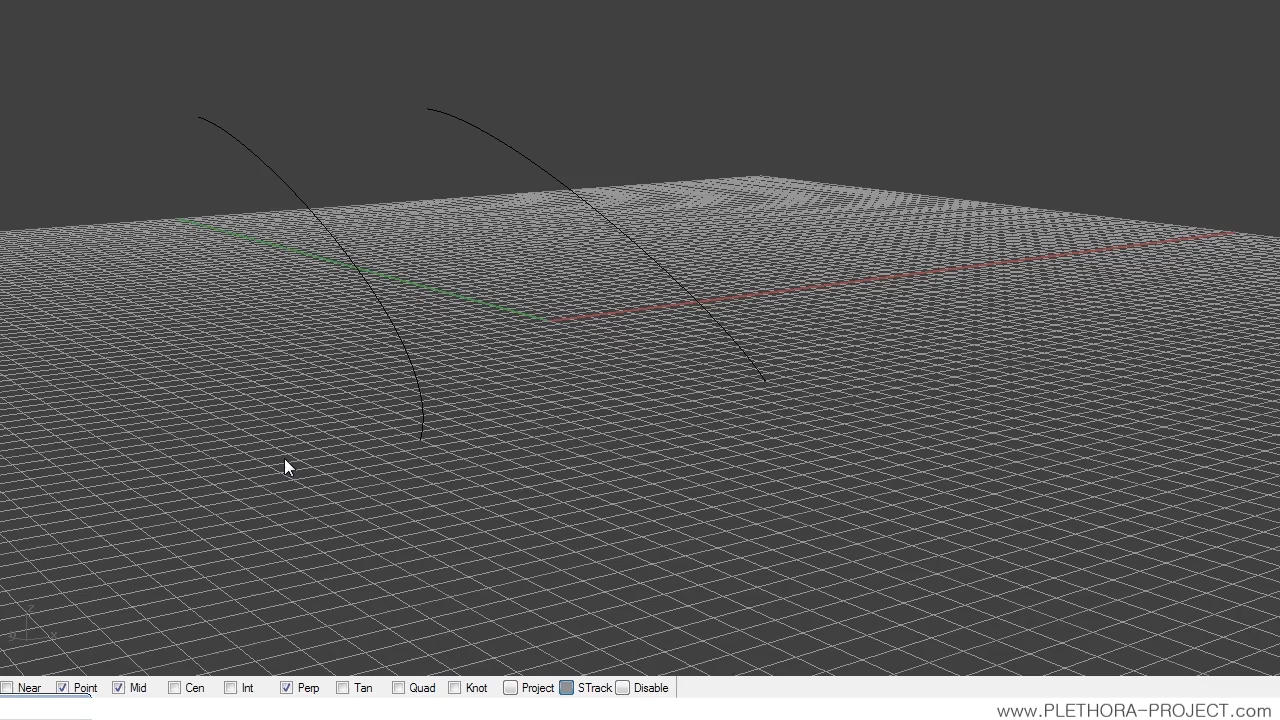 z
x
Near Point Mid Cen Int Perp Tan Quad Knot Project STrack Disable
www.PLETHORA-PROJECT.com